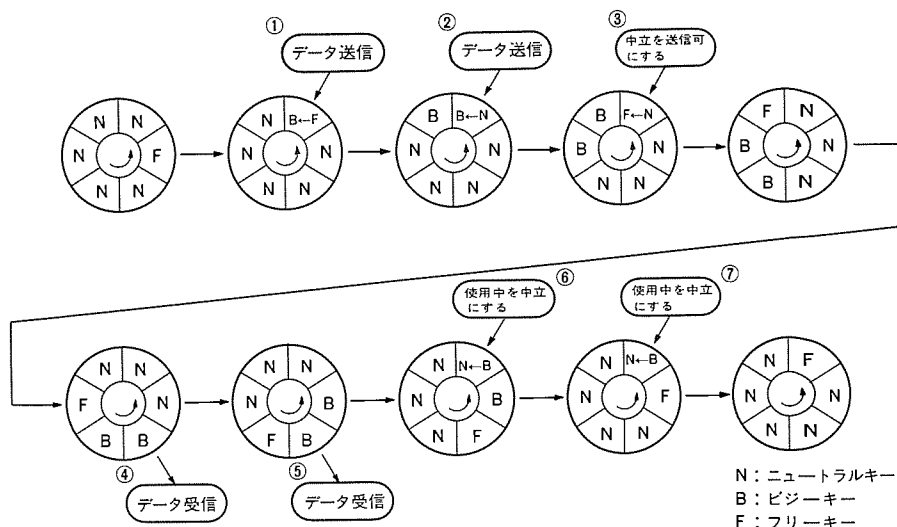 ①
データ送信
②
データ送信
③
中立を送信可
にする
N N
N F
N N
N B←F
N N
N N
B B←N
N N
N N
B F←N
B N
N N
F N
B N
B N
⑥
使用中を中立
にする
⑦
使用中を中立
にする
N N
F N
B B
N N
N B
F B
N N←B
N B
N F
N N←B
N F
N N
N F
N N
N N
④
データ受信
⑤
データ受信
N：ニュートラルキー
B：ビジーキー
F：フリーキー